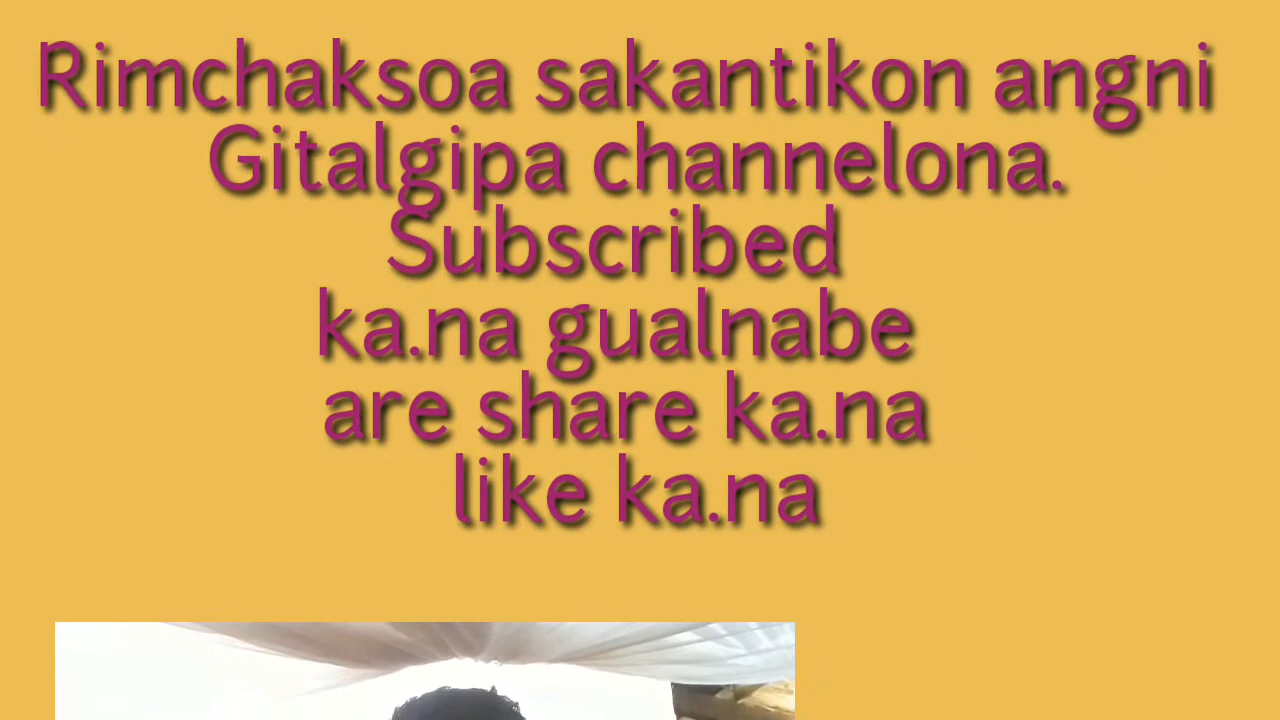 Rimchaksoa sakantikon angni
Gitalgipa channelona.
Subscribed
ka.na gualnabe
are share ka.na
like ka.na